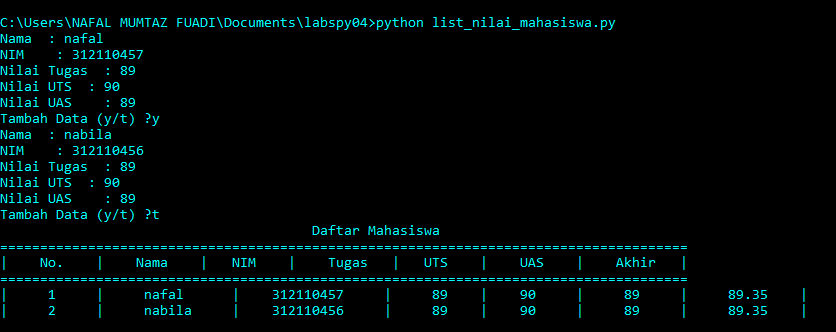 C:\Users\NAFAL MUMTAZ FUADI\Documents\labspy04>python list_nilai_mahasiswa.py
Nama  : nafal
NIM    : 312110457
Nilai Tugas  : 89
Nilai UTS  : 90
Nilai UAS    : 89
Tambah Data (y/t) ?y
Nama  : nabila
NIM    : 312110456
Nilai Tugas  : 89
Nilai UTS  : 90
Nilai UAS    : 89
Tambah Data (y/t) ?t
Daftar Mahasiswa
======================================================================================
|    No.    |    Nama    |   NIM    |    Tugas    |   UTS     |    UAS    |    Akhir   |
======================================================================================
|     1     |     nafal      |    312110457    |     89    |   90     |     89     |    89.35    |
|     2     |     nabila     |    312110456    |     89    |   90     |     89     |    89.35    |